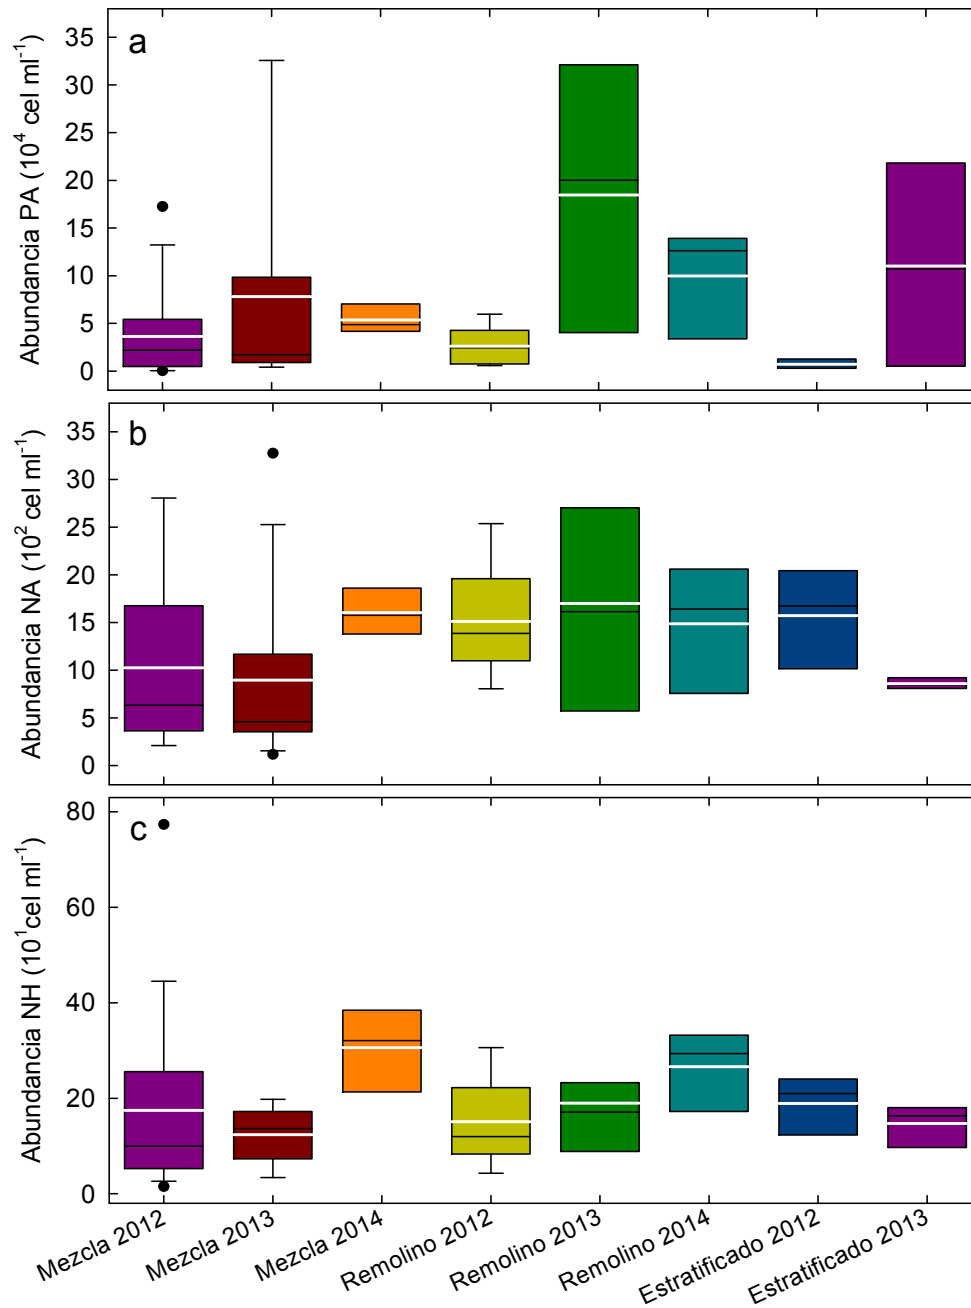 a
Abundancia PA (10⁴ cel ml⁻¹)
35
30
25
20
15
10
5
0
b
Abundancia NA (10² cel ml⁻¹)
35
30
25
20
15
10
5
0
c
Abundancia NH (10¹cel ml⁻¹)
80
60
40
20
0
Mezcla 2012
Mezcla 2013
Mezcla 2014
Remolino 2012
Remolino 2013
Remolino 2014
Estratificado 2012
Estratificado 2013